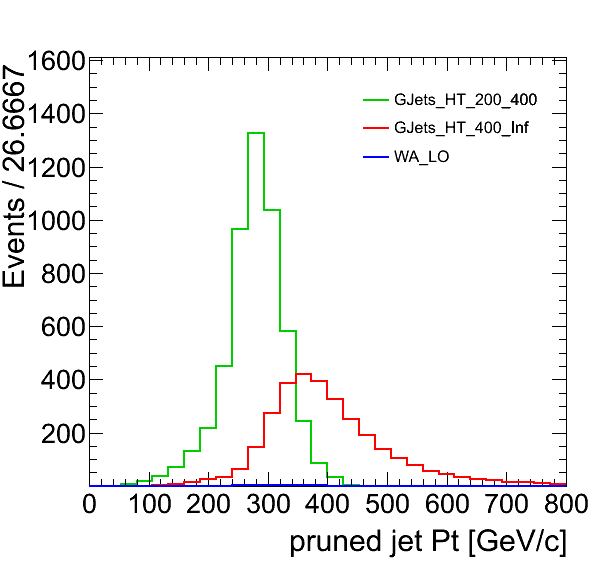 Events / 26.6667
1600
1400
1200
1000
800
600
400
200
GJets_HT_200_400
GJets_HT_400_Inf
WA_LO
0 100 200 300 400 500 600 700 800
pruned jet Pt [GeV/c]